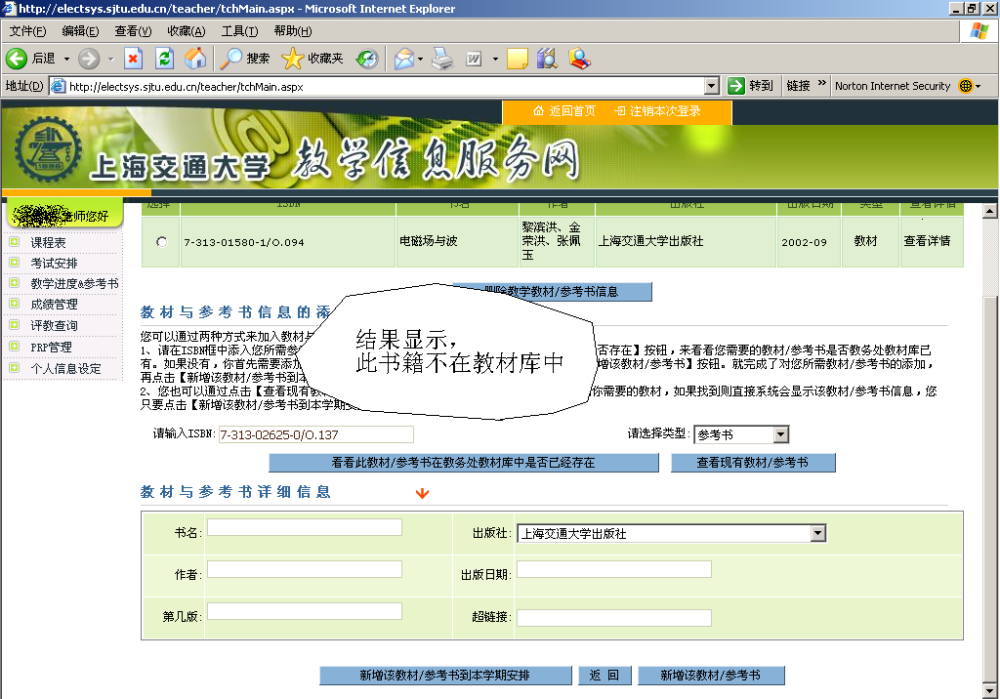 http://electsys.sjtu.edu.cn/teacher/tchMain.aspx - Microsoft Internet Explorer
文件(F) 编辑(E) 查看(V) 收藏(A) 工具(T) 帮助(H)
后退 搜索 收藏夹
地址(D) http://electsys.sjtu.edu.cn/teacher/tchMain.aspx 转到 链接 » Norton Internet Security
返回首页 注销本次登录
上海交通大学 教学信息服务网
老师您好
课程表
考试安排
教学进度&参考书
成绩管理
评教查询
PRP管理
个人信息设定
选择 ISBN 书名 作者 出版社 出版日期 类型 查看详情
7-313-01580-1/O.094 电磁场与波 黎滨洪、金荣洪、张佩玉 上海交通大学出版社 2002-09 教材 查看详情
删除教学教材/参考书信息
教材与参考书信息的添
您可以通过两种方式来加入教材与
1、请在ISBN框中添入您所需参 否存在】按钮，来看看您需要的教材/参考书是否教务处教材库已
有。如果没有，你首先需要添加 增该教材/参考书】按钮。就完成了对您所需教材/参考书的添加，
再点击【新增该教材/参考书到本
2、您也可以通过点击【查看现有教 你需要的教材，如果找到则直接系统会显示该教材/参考书信息，您
只要点击【新增该教材/参考书到本学期安
结果显示，
此书籍不在教材库中
请输入ISBN: 7-313-02625-0/O.137 请选择类型: 参考书
看看此教材/参考书在教务处教材库中是否已经存在 查看现有教材/参考书
教材与参考书详细信息
书名: 出版社: 上海交通大学出版社
作者: 出版日期:
第几版: 超链接:
新增该教材/参考书到本学期安排 返 回 新增该教材/参考书